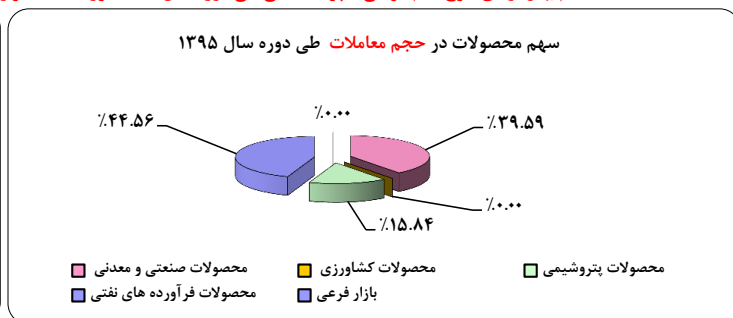 سهم محصولات در حجم معاملات طی دوره سال ۱۳۹۵
٪۰.۰۰
٪۴۴.۵۶
٪۳۹.۵۹
٪۰.۰۰
٪۱۵.۸۴
محصولات صنعتی و معدنی
محصولات کشاورزی
محصولات پتروشیمی
محصولات فرآورده های نفتی
بازار فرعی